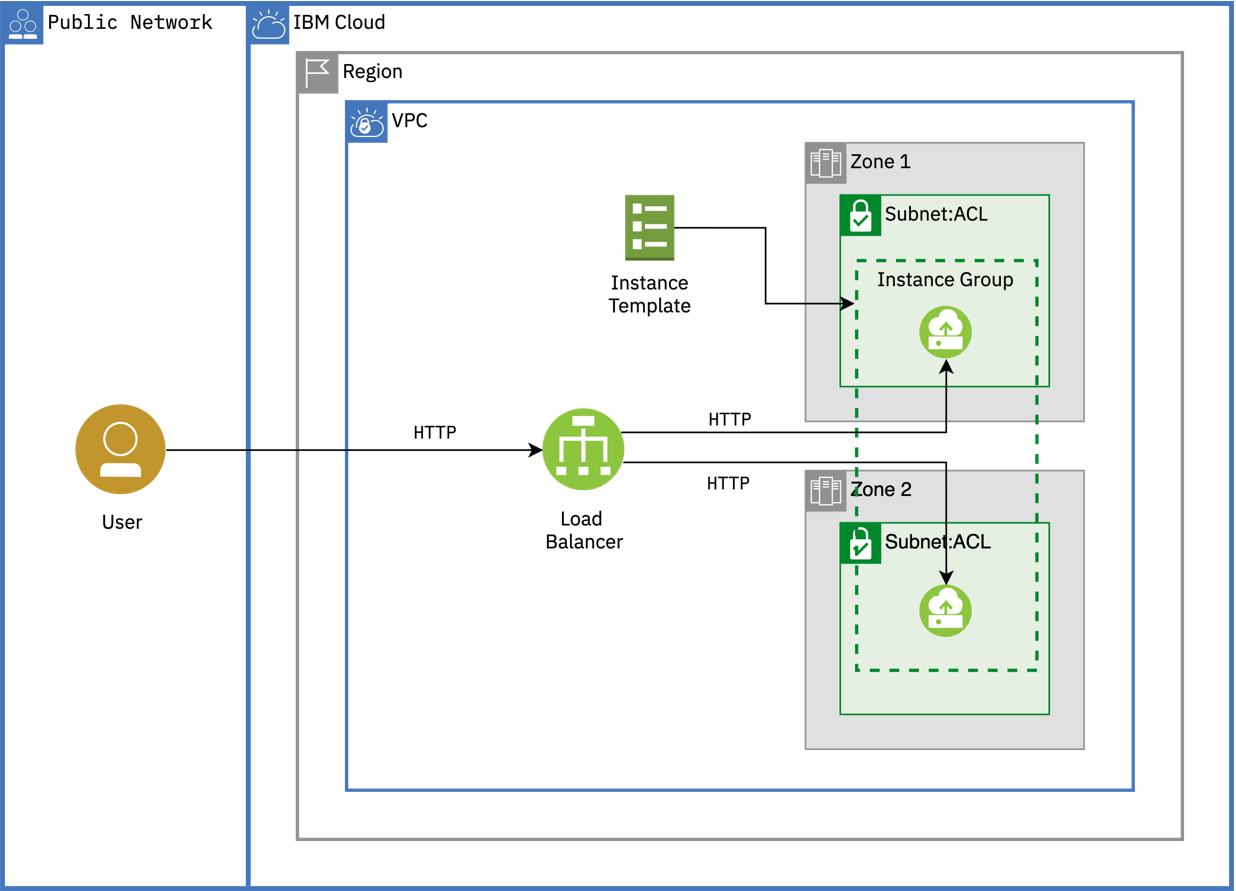 Public Network
IBM Cloud
Region
VPC
Zone 1
Subnet:ACL
Instance Group
Instance
Template
HTTP
HTTP
HTTP
User
Load
Balancer
Zone 2
Subnet:ACL